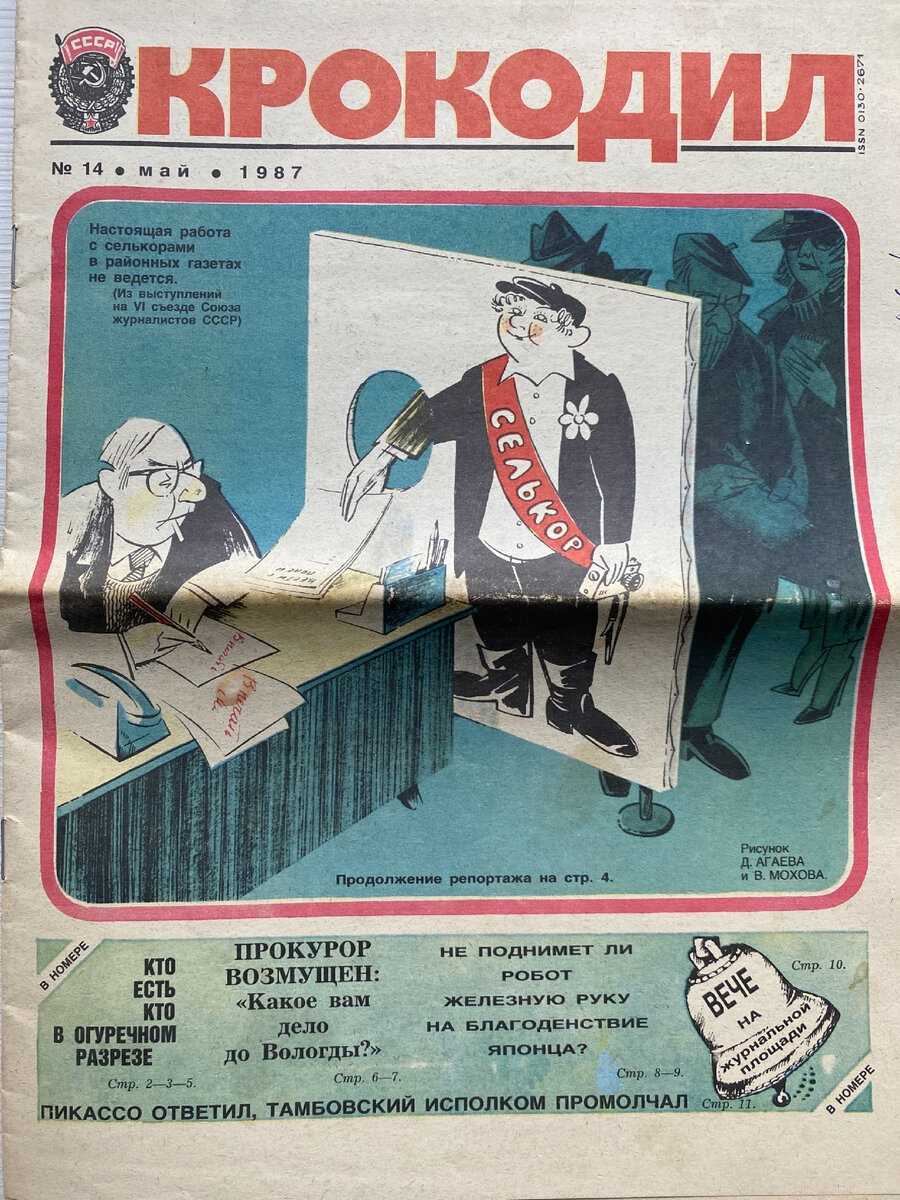 СССР
КРОКОДИЛ
ISSN 0130-2671
№ 14 ● май ● 1987
Настоящая работа
с селькорами
в районных газетах
не ведется.
(Из выступлений
на VI съезде Союза
журналистов СССР)
СЕЛЬКОР
ВЕСТИ С
ПОЛЕЙ
Продолжение репортажа на стр. 4.
Рисунок
Д. АГАЕВА
и В. МОХОВА.
В НОМЕРЕ
КТО
ЕСТЬ
КТО
В ОГУРЕЧНОМ
РАЗРЕЗЕ
Стр. 2—3—5.
ПРОКУРОР
ВОЗМУЩЕН:
«Какое вам
дело
до Вологды?»
Стр. 6—7.
НЕ ПОДНИМЕТ ЛИ
РОБОТ
ЖЕЛЕЗНУЮ РУКУ
НА БЛАГОДЕНСТВИЕ
ЯПОНЦА?
Стр. 8—9.
ВЕЧЕ
НА
журнальной
площади
Стр. 10.
ПИКАССО ОТВЕТИЛ, ТАМБОВСКИЙ ИСПОЛКОМ ПРОМОЛЧАЛ
Стр. 11.
В НОМЕРЕ